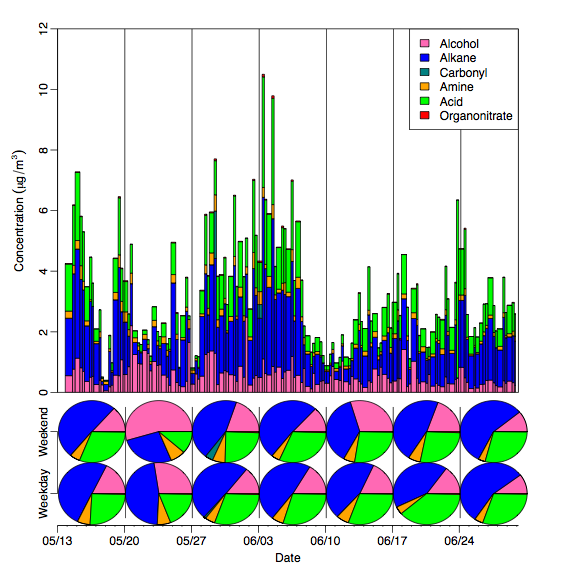 Alcohol
Alkane
Carbonyl
Amine
Acid
Organonitrate
Concentration (µg/m³)
12
10
8
6
4
2
0
Weekend
Weekday
05/13 05/20 05/27 06/03 06/10 06/17 06/24
Date